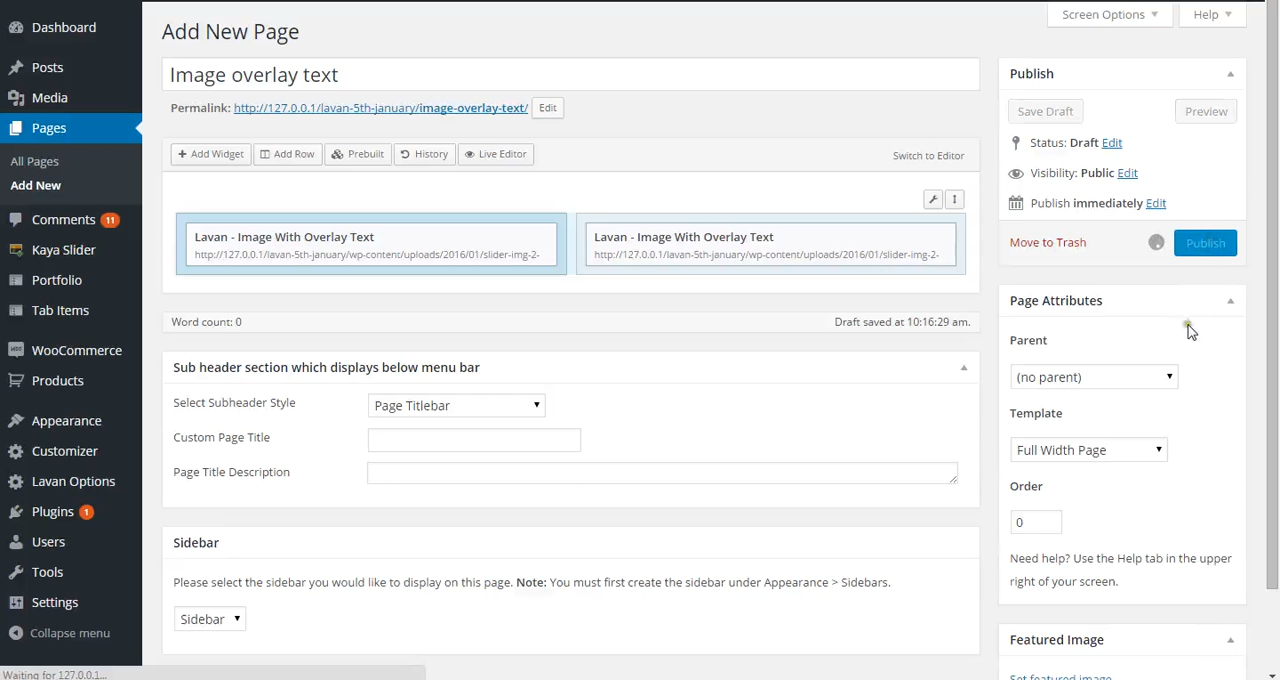 Dashboard
Posts
Media
Pages
All Pages
Add New
Comments 11
Kaya Slider
Portfolio
Tab Items
WooCommerce
Products
Appearance
Customizer
Lavan Options
Plugins 1
Users
Tools
Settings
Collapse menu
Waiting for 127.0.0.1...
Screen Options
Help
Add New Page
Image overlay text
Permalink: http://127.0.0.1/lavan-5th-january/image-overlay-text/ Edit
Add Widget Add Row Prebuilt History Live Editor Switch to Editor
Lavan - Image With Overlay Text
http://127.0.0.1/lavan-5th-january/wp-content/uploads/2016/01/slider-img-2-
Lavan - Image With Overlay Text
http://127.0.0.1/lavan-5th-january/wp-content/uploads/2016/01/slider-img-2-
Word count: 0 Draft saved at 10:16:29 am.
Sub header section which displays below menu bar
Select Subheader Style Page Titlebar
Custom Page Title
Page Title Description
Sidebar
Please select the sidebar you would like to display on this page. Note: You must first create the sidebar under Appearance > Sidebars.
Sidebar
Publish
Save Draft Preview
Status: Draft Edit
Visibility: Public Edit
Publish immediately Edit
Move to Trash Publish
Page Attributes
Parent
(no parent)
Template
Full Width Page
Order
0
Need help? Use the Help tab in the upper
right of your screen.
Featured Image
Set featured image